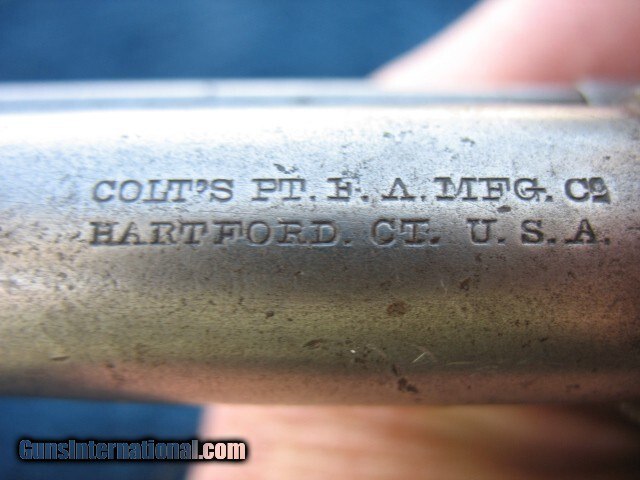 COLT'S PT. F. A. MFG. Co.
HARTFORD. CT. U. S. A.
GunsInternational.com